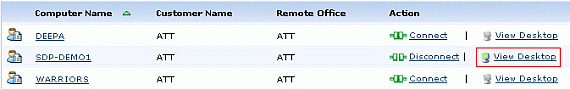 Computer Name Customer Name Remote Office Action
DEEPA ATT ATT Connect | View Desktop
SDP-DEMO1 ATT ATT Disconnect | View Desktop
WARRIORS ATT ATT Connect | View Desktop